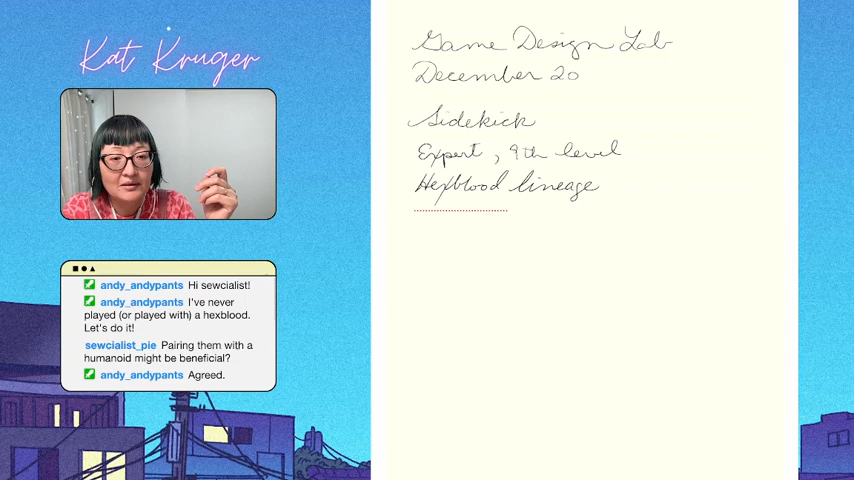 Kat Kruger
andy_andypants Hi sewcialist!
andy_andypants I've never
played (or played with) a hexblood.
Let's do it!
sewcialist_pie Pairing them with a
humanoid might be beneficial?
andy_andypants Agreed.
Game Design Lab
December 20
Sidekick
Expert, 9th level
Hexblood lineage